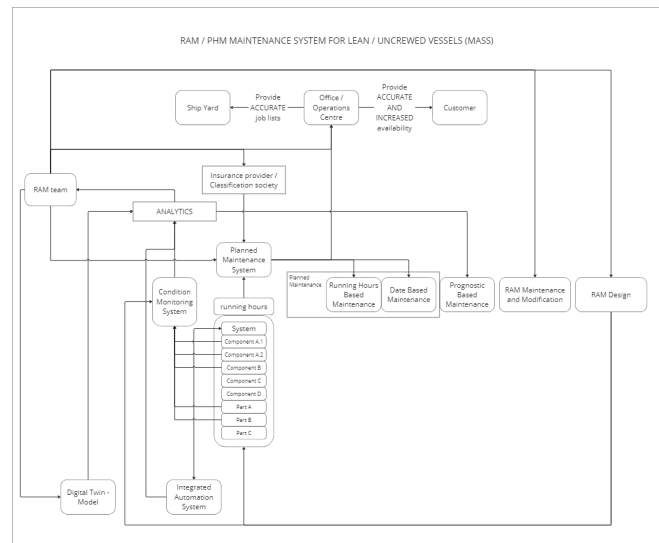 RAM / PHM MAINTENANCE SYSTEM FOR LEAN / UNCREWED VESSELS (MASS)
Ship Yard
Provide
ACCURATE
job lists
Office /
Operations
Centre
Provide
ACCURATE
AND
INCREASED
availability
Customer
RAM team
Insurance provider /
Classification society
ANALYTICS
Planned
Maintenance
System
Condition
Monitoring
System
running hours
Planned
Maintenance
Running Hours
Based
Maintenance
Date Based
Maintenance
Prognostic
Based
Maintenance
RAM Maintenance
and Modification
RAM Design
System
Component A.1
Component A.2
Component B
Component C
Component D
Part A
Part B
Part C
Digital Twin -
Model
Integrated
Automation
System